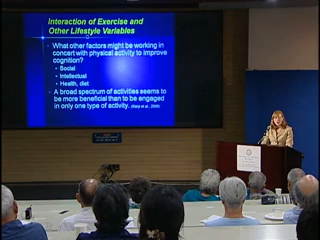 Interaction of Exercise and
Other Lifestyle Variables
• What other factors might be working in
concert with physical activity to improve
cognition?
• Social
• Intellectual
• Health, diet
• A broad spectrum of activities seems to
be more beneficial than to be engaged
in only one type of activity.